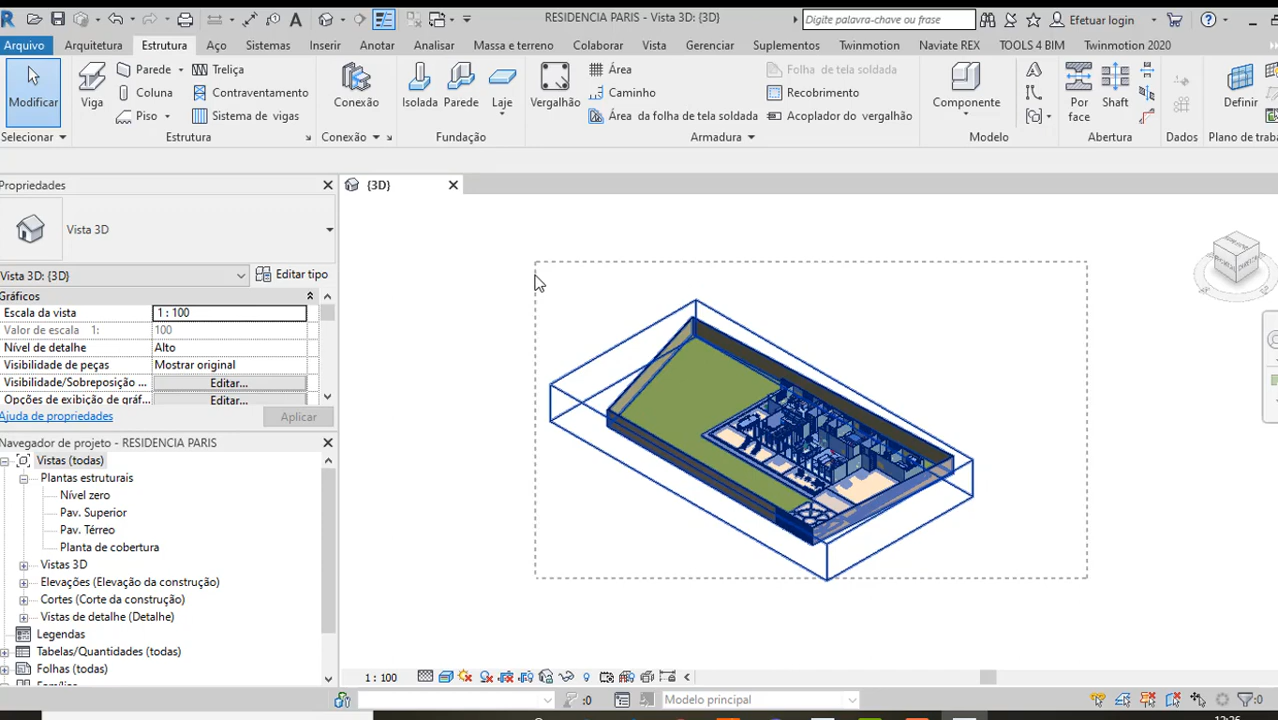 RESIDENCIA PARIS - Vista 3D: {3D}
Digite palavra-chave ou frase
Efetuar login
Arquivo Arquitetura Estrutura Aço Sistemas Inserir Anotar Analisar Massa e terreno Colaborar Vista Gerenciar Suplementos Twinmotion Naviate REX TOOLS 4 BIM Twinmotion 2020
Modificar
Selecionar
Viga
Parede
Coluna
Piso
Treliça
Contraventamento
Sistema de vigas
Estrutura
Conexão
Conexão
Isolada Parede Laje
Fundação
Vergalhão
Área
Caminho
Área da folha de tela soldada
Folha de tela soldada
Recobrimento
Acoplador do vergalhão
Armadura
Componente
Modelo
Por face
Shaft
Abertura
Dados
Definir
Plano de traba
Propriedades
{3D}
Vista 3D
Vista 3D: {3D}
Editar tipo
Gráficos
Escala da vista 1 : 100
Valor de escala 1: 100
Nível de detalhe Alto
Visibilidade de peças Mostrar original
Visibilidade/Sobreposição ... Editar...
Opções de exibição de gráf... Editar...
Ajuda de propriedades Aplicar
Navegador de projeto - RESIDENCIA PARIS
Vistas (todas)
Plantas estruturais
Nível zero
Pav. Superior
Pav. Térreo
Planta de cobertura
Vistas 3D
Elevações (Elevação da construção)
Cortes (Corte da construção)
Vistas de detalhe (Detalhe)
Legendas
Tabelas/Quantidades (todas)
Folhas (todas)
1 : 100
:0
Modelo principal
:0